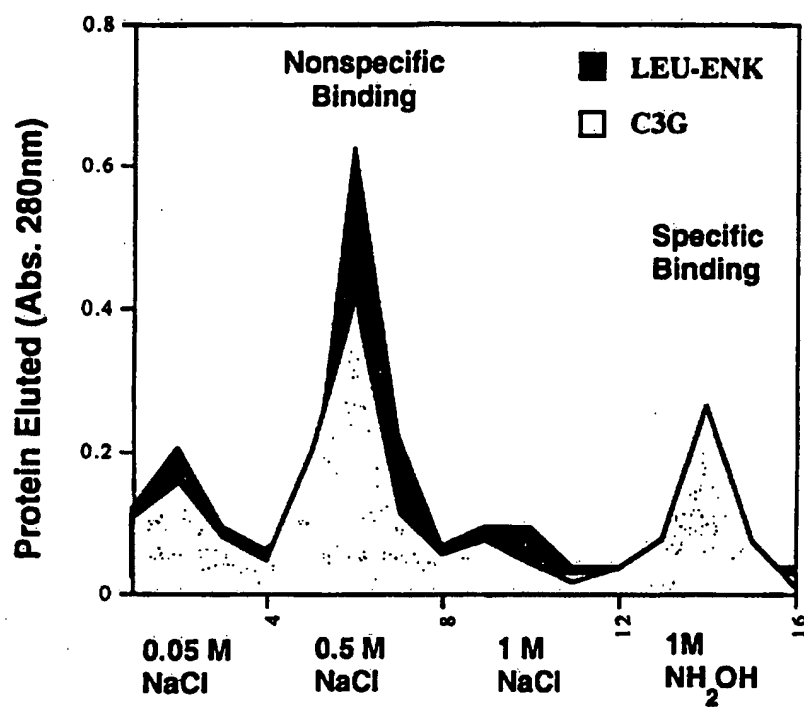 0.8
Nonspecific
Binding
LEU-ENK
C3G
0.6
Specific
Binding
0.4
0.2
0
Protein Eluted (Abs. 280nm)
4
8
12
16
0.05 M
NaCl
0.5 M
NaCl
1 M
NaCl
1M
NH2OH